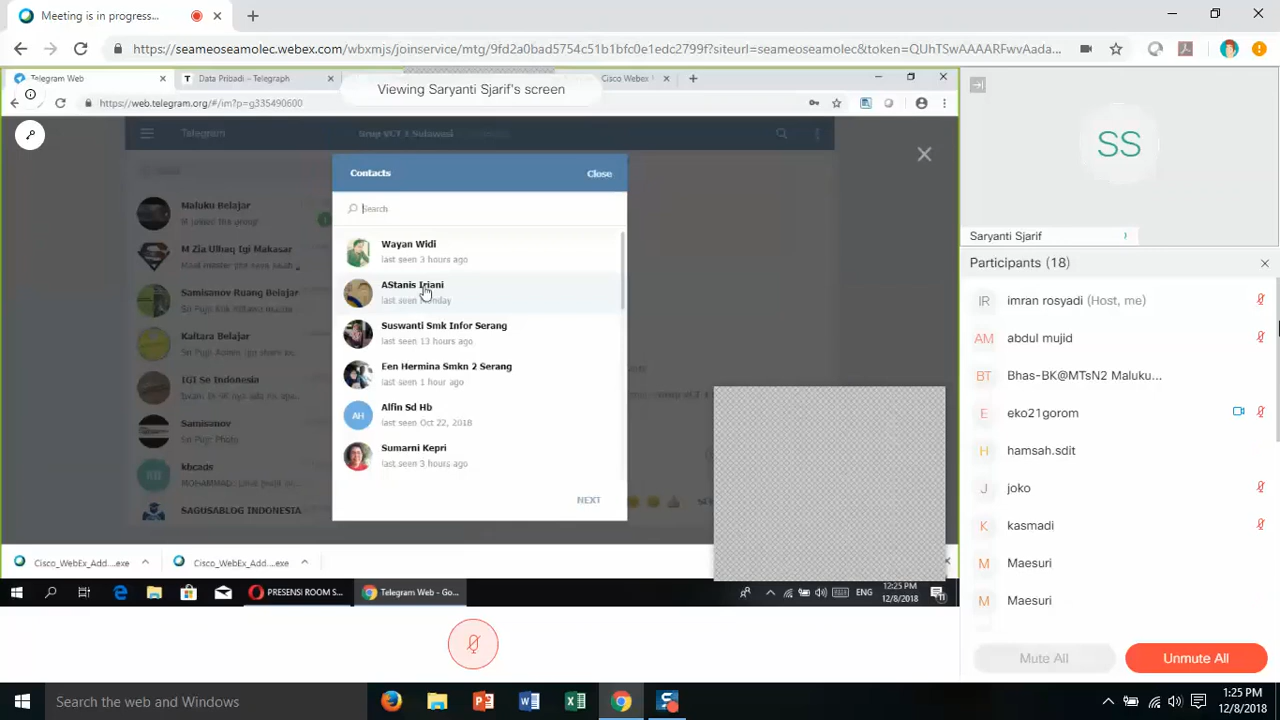 Meeting is in progress...
https://seameoseamolec.webex.com/wbxmjs/joinservice/mtg/9fd2a0bad5754c51b1bfc0e1edc2799f?siteurl=seameoseamolec&token=QUhTSwAAAARFwvAada...
Telegram Web
Data Pribadi – Telegraph
Cisco Webex
Viewing Saryanti Sjarif's screen
https://web.telegram.org/#/im?p=g335490600
Telegram
Contacts
Close
Search
Maluku Belajar
Wayan Widi
last seen 3 hours ago
M Zia Ulhaq Igi Makasar
AStanis Iriani
last seen Monday
Samisanov Ruang Belajar
Suswanti Smk Infor Serang
last seen 13 hours ago
Kaltara Belajar
Een Hermina Smkn 2 Serang
last seen 1 hour ago
IGI Se Indonesia
Alfin Sd Hb
AH
last seen Oct 22, 2018
Samisanov
Sri Puji: Photo
Sumarni Kepri
last seen 3 hours ago
kbcads
SAGUSABLOG INDONESIA
NEXT
Cisco_WebEx_Add....exe
Cisco_WebEx_Add....exe
PRESENSI ROOM S...
Telegram Web - Go...
ENG
12:25 PM
12/8/2018
SS
Saryanti Sjarif
Participants (18)
IR imran rosyadi (Host, me)
AM abdul mujid
BT Bhas-BK@MTsN2 Maluku...
E eko21gorom
H hamsah.sdit
J joko
K kasmadi
M Maesuri
M Maesuri
Mute All
Unmute All
Search the web and Windows
1:25 PM
12/8/2018